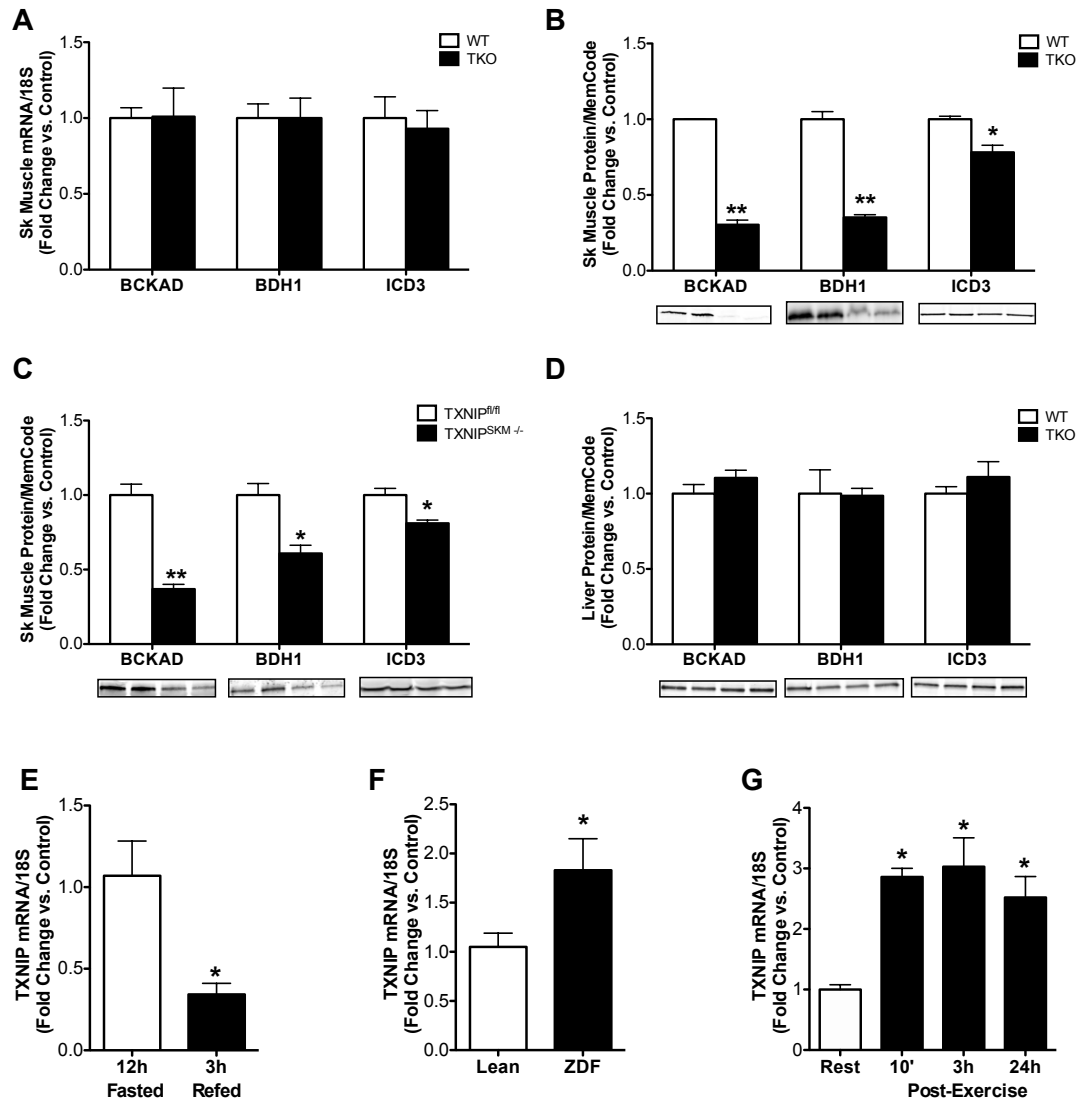 A
Sk Muscle mRNA/18S
(Fold Change vs. Control)
1.5
1.0
0.5
0.0
WT
TKO
BCKAD BDH1 ICD3
B
Sk Muscle Protein/MemCode
(Fold Change vs. Control)
1.5
1.0
0.5
0.0
WT
TKO
** ** *
BCKAD BDH1 ICD3
C
Sk Muscle Protein/MemCode
(Fold Change vs. Control)
1.5
1.0
0.5
0.0
TXNIP^fl/fl
TXNIP^SKM -/-
** * *
BCKAD BDH1 ICD3
D
Liver Protein/MemCode
(Fold Change vs. Control)
1.5
1.0
0.5
0.0
WT
TKO
BCKAD BDH1 ICD3
E
TXNIP mRNA/18S
(Fold Change vs. Control)
1.5
1.0
0.5
0.0
*
12h 3h
Fasted Refed
F
TXNIP mRNA/18S
(Fold Change vs. Control)
2.5
2.0
1.5
1.0
0.5
0.0
*
Lean ZDF
G
TXNIP mRNA/18S
(Fold Change vs. Control)
4
3
2
1
0
* * *
Rest 10' 3h 24h
Post-Exercise